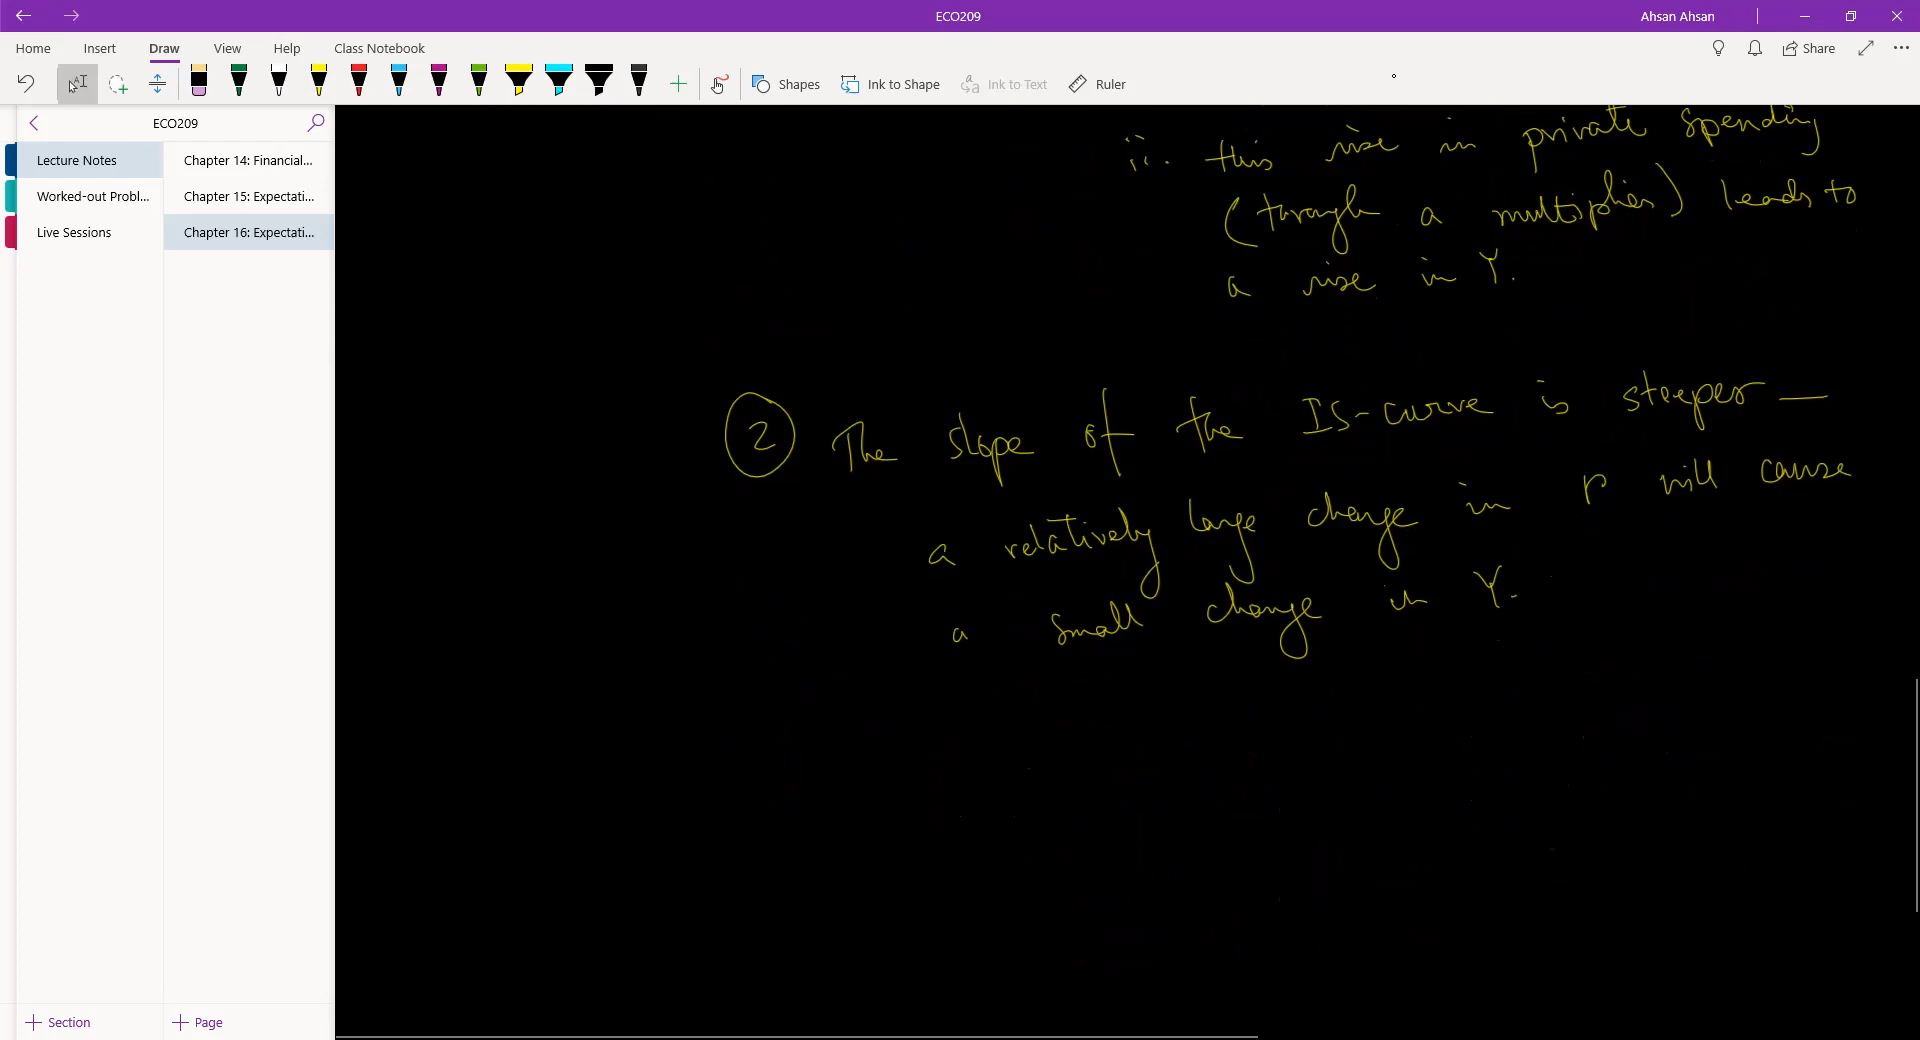 ECO209
Ahsan Ahsan
Home Insert Draw View Help Class Notebook
Share
Shapes Ink to Shape Ink to Text Ruler
ECO209
Lecture Notes
Worked-out Probl...
Live Sessions
Chapter 14: Financial...
Chapter 15: Expectati...
Chapter 16: Expectati...
ii. this rise in private spending
(through a multiplier) leads to
a rise in Y.
2 The slope of the IS-curve is steeper —
a relatively large change in r will cause
a small change in Y.
+ Section
+ Page